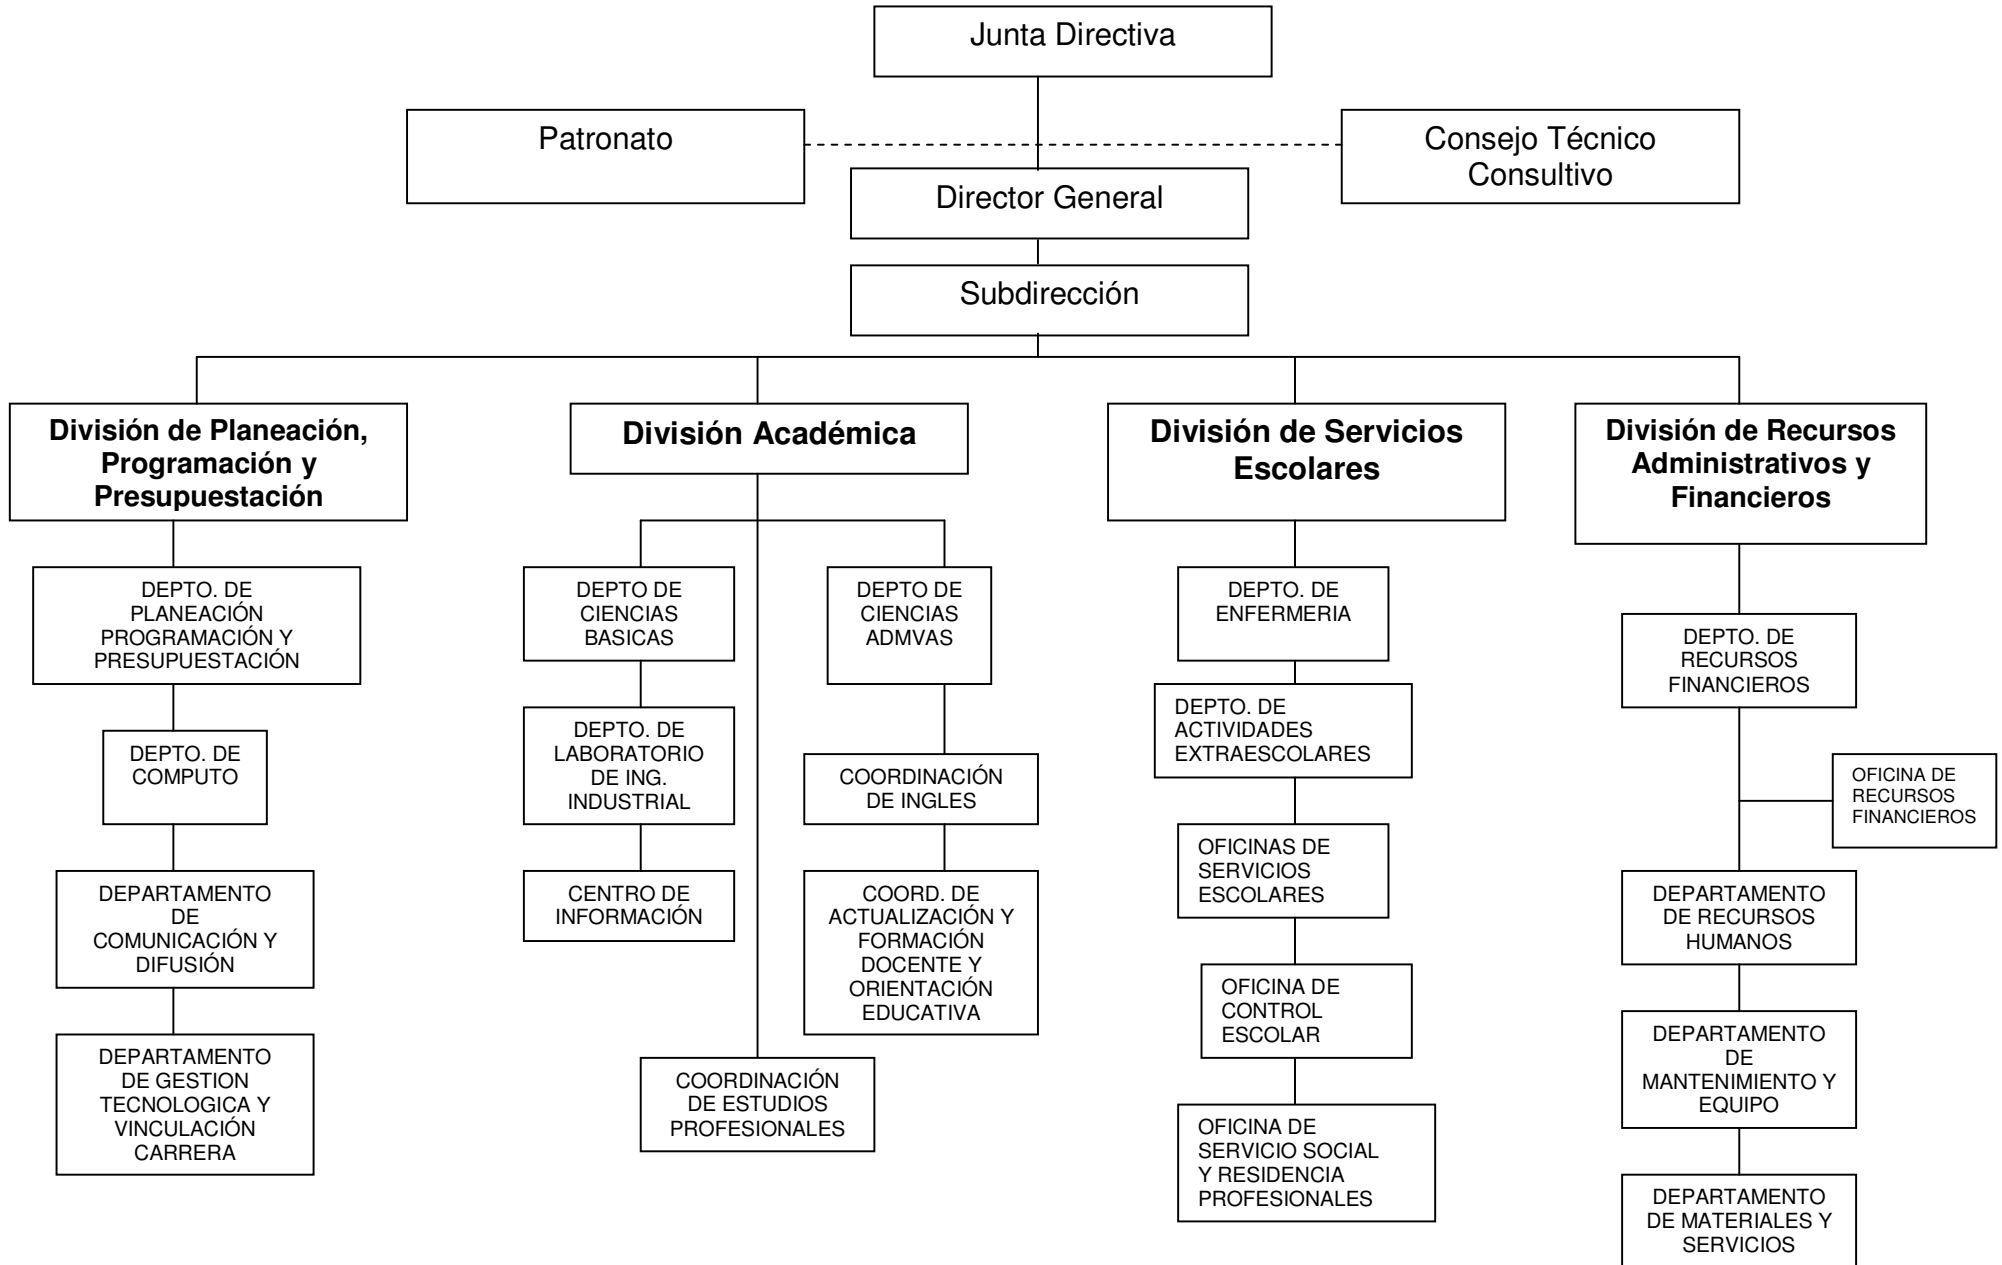 Junta Directiva
Patronato
Consejo Técnico
Consultivo
Director General
Subdirección
División de Planeación,
Programación y
Presupuestación
División Académica
División de Servicios
Escolares
División de Recursos
Administrativos y
Financieros
DEPTO. DE
PLANEACIÓN
PROGRAMACIÓN Y
PRESUPUESTACIÓN
DEPTO. DE
COMPUTO
DEPARTAMENTO
DE
COMUNICACIÓN Y
DIFUSIÓN
DEPARTAMENTO
DE GESTION
TECNOLOGICA Y
VINCULACIÓN
CARRERA
DEPTO DE
CIENCIAS
BASICAS
DEPTO. DE
LABORATORIO
DE ING.
INDUSTRIAL
CENTRO DE
INFORMACIÓN
DEPTO DE
CIENCIAS
ADMVAS
COORDINACIÓN
DE INGLES
COORD. DE
ACTUALIZACIÓN Y
FORMACIÓN
DOCENTE Y
ORIENTACIÓN
EDUCATIVA
COORDINACIÓN
DE ESTUDIOS
PROFESIONALES
DEPTO. DE
ENFERMERIA
DEPTO. DE
ACTIVIDADES
EXTRAESCOLARES
OFICINAS DE
SERVICIOS
ESCOLARES
OFICINA DE
CONTROL
ESCOLAR
OFICINA DE
SERVICIO SOCIAL
Y RESIDENCIA
PROFESIONALES
DEPTO. DE
RECURSOS
FINANCIEROS
OFICINA DE
RECURSOS
FINANCIEROS
DEPARTAMENTO
DE RECURSOS
HUMANOS
DEPARTAMENTO
DE
MANTENIMIENTO Y
EQUIPO
DEPARTAMENTO
DE MATERIALES Y
SERVICIOS